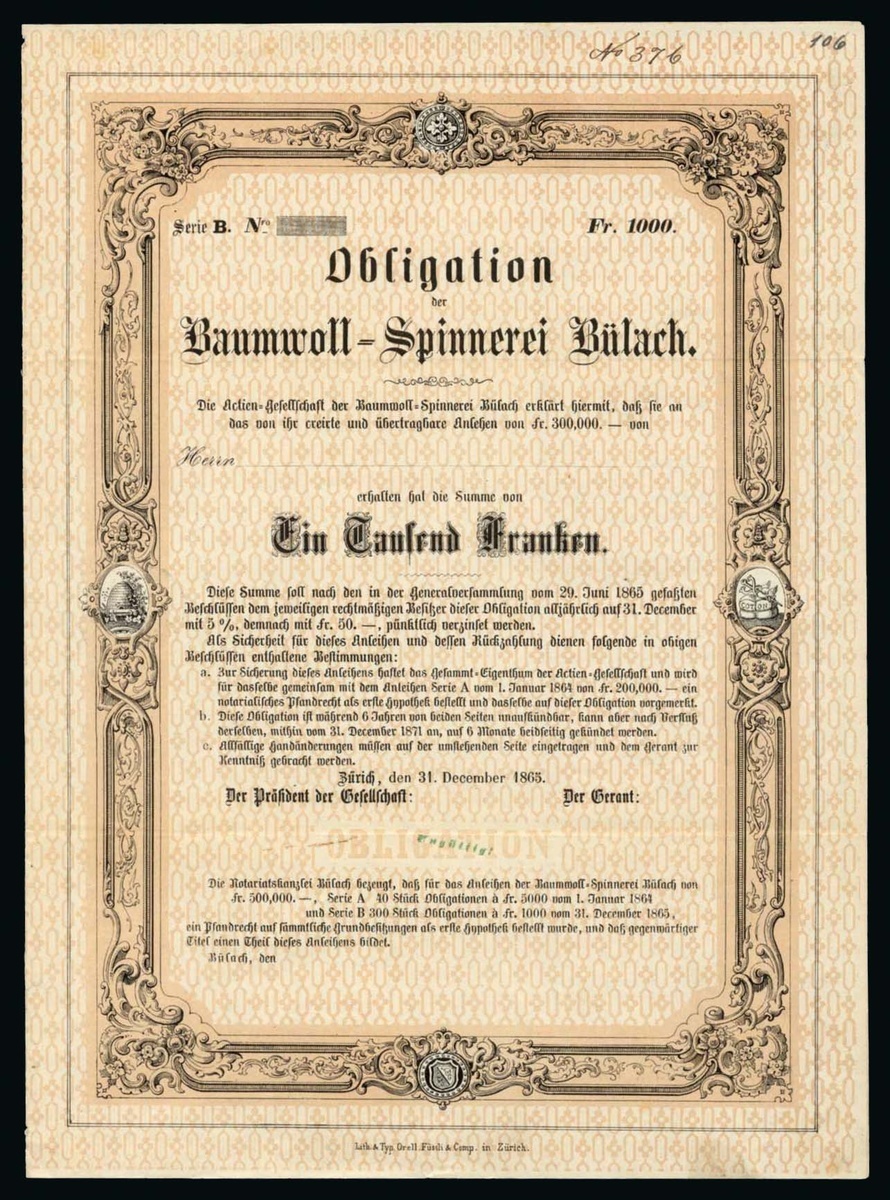 No 376
106
Serie B. Nro
Fr. 1000.
Obligation
der
Baumwoll=Spinnerei Bülach.
Die Actien=Gesellschaft der Baumwoll=Spinnerei Bülach erklärt hiermit, daß sie an
das von ihr creirte und übertragbare Ansehen von Fr. 300,000. — von
Herrn
erhalten hat die Summe von
Ein Tausend Franken.
Diese Summe soll nach den in der Generalversammlung vom 29. Juni 1865 gefaßten
Beschlüssen dem jeweiligen rechtmäßigen Besitzer dieser Obligation alljährlich auf 31. December
mit 5 %, demnach mit Fr. 50. —, pünktlich verzinset werden.
Als Sicherheit für dieses Anleihen und dessen Rückzahlung dienen folgende in obigen
Beschlüssen enthaltene Bestimmungen:
a. Zur Sicherung dieses Anleihens haftet das Gesammt=Eigenthum der Actien=Gesellschaft und wird
für dasselbe gemeinsam mit dem Anleihen Serie A vom 1. Januar 1864 von Fr. 200,000. — ein
notarialisches Pfandrecht als erste Hypothek bestellt und dasselbe auf dieser Obligation vorgemerkt.
b. Diese Obligation ist während 6 Jahren von beiden Seiten unaufkündbar, kann aber nach Verfluß
derselben, mithin vom 31. December 1871 an, auf 6 Monate beidseitig gekündet werden.
c. Allfällige Handänderungen müssen auf der umstehenden Seite eingetragen und dem Gerant zur
Kenntniß gebracht werden.
Zürich, den 31. December 1865.
Der Präsident der Gesellschaft:
Der Gerant:
OBLIGATION
Ungültig!
Die Notariatskanzlei Bülach bezeugt, daß für das Anleihen der Baumwoll=Spinnerei Bülach von
Fr. 500,000. —, Serie A 40 Stück Obligationen à Fr. 5000 vom 1. Januar 1864
und Serie B 300 Stück Obligationen à Fr. 1000 vom 31. December 1865,
ein Pfandrecht auf sämmtliche Grundbesitzungen als erste Hypothek bestellt wurde, und daß gegenwärtiger
Titel einen Theil dieses Anleihens bildet.
Bülach, den
COTTON
Lith. & Typ. Orell, Füssli & Comp. in Zürich.